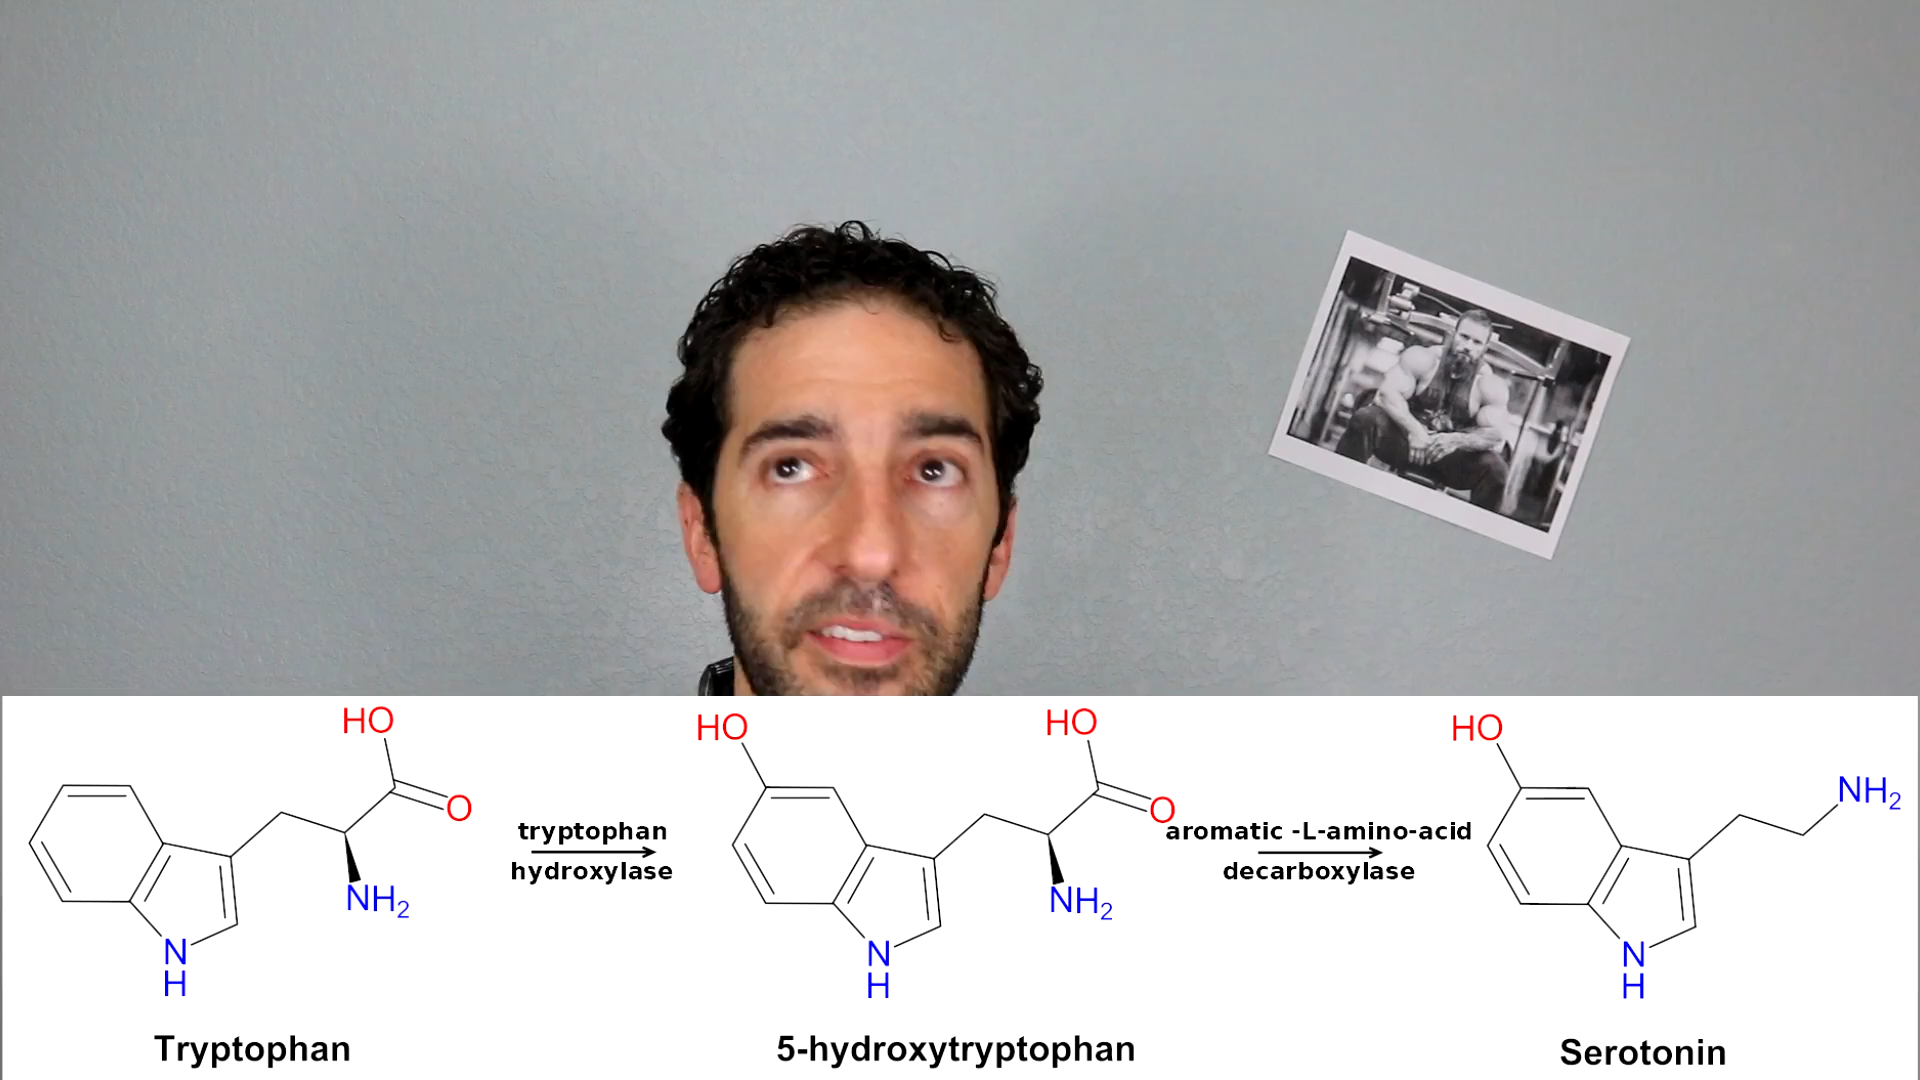 HO
O
NH2
N
H
Tryptophan
tryptophan
hydroxylase
HO
HO
O
NH2
N
H
5-hydroxytryptophan
aromatic -L-amino-acid
decarboxylase
HO
NH2
N
H
Serotonin